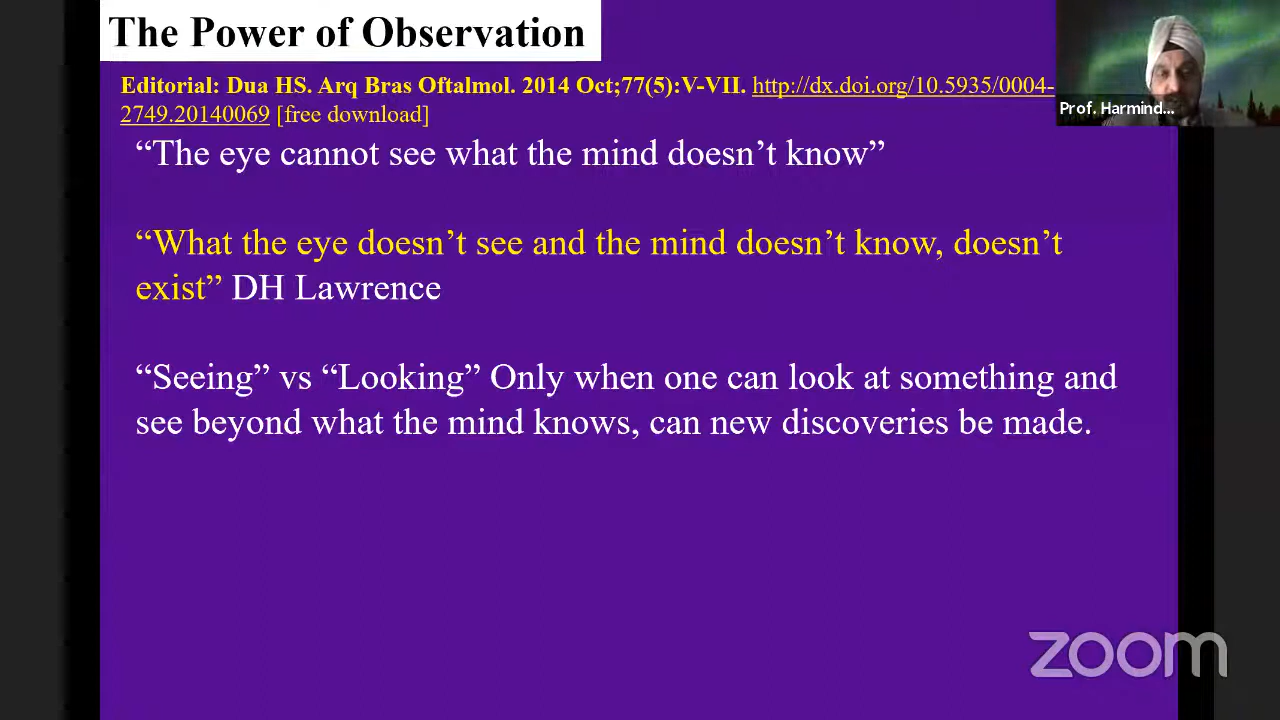 The Power of Observation
Editorial: Dua HS. Arq Bras Oftalmol. 2014 Oct;77(5):V-VII. http://dx.doi.org/10.5935/0004-
2749.20140069 [free download]
Prof. Harmind...
“The eye cannot see what the mind doesn’t know”
“What the eye doesn’t see and the mind doesn’t know, doesn’t
exist” DH Lawrence
“Seeing” vs “Looking” Only when one can look at something and
see beyond what the mind knows, can new discoveries be made.
zoom